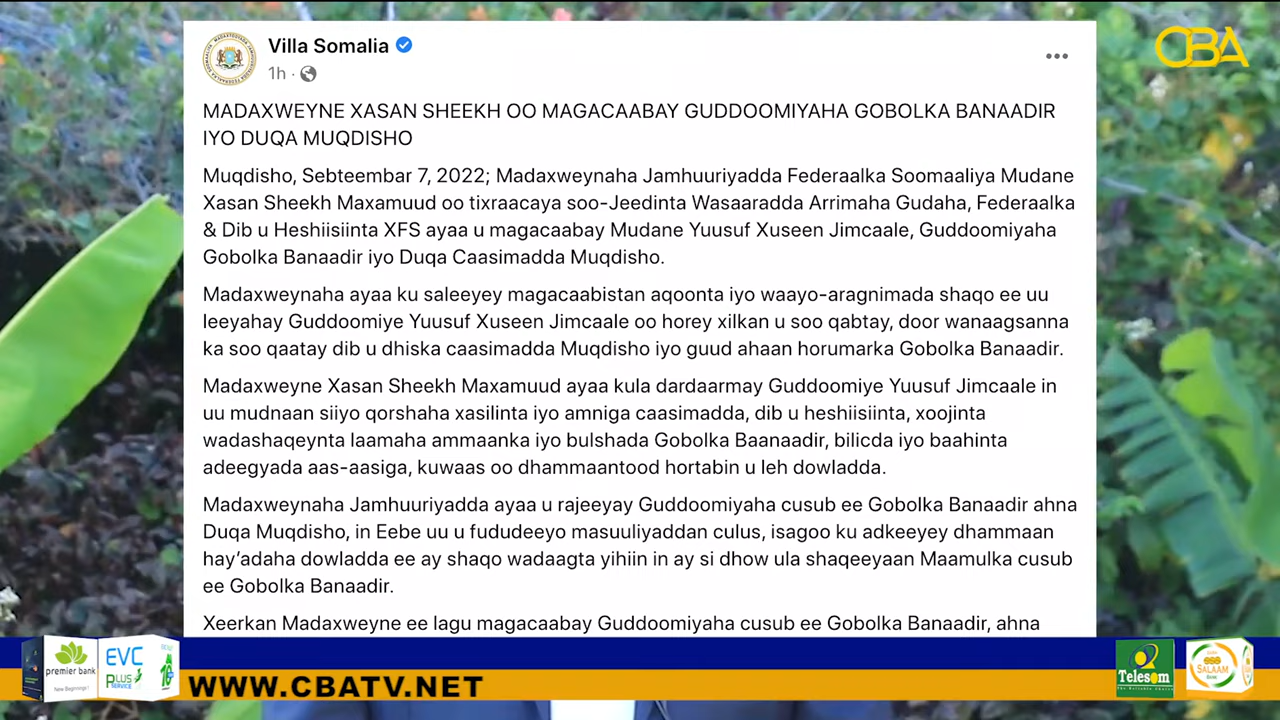 CBA
Villa Somalia
1h ·
MADAXWEYNE XASAN SHEEKH OO MAGACAABAY GUDDOOMIYAHA GOBOLKA BANAADIR
IYO DUQA MUQDISHO
Muqdisho, Sebteembar 7, 2022; Madaxweynaha Jamhuuriyadda Federaalka Soomaaliya Mudane
Xasan Sheekh Maxamuud oo tixraacaya soo-Jeedinta Wasaaradda Arrimaha Gudaha, Federaalka
& Dib u Heshiisiinta XFS ayaa u magacaabay Mudane Yuusuf Xuseen Jimcaale, Guddoomiyaha
Gobolka Banaadir iyo Duqa Caasimadda Muqdisho.
Madaxweynaha ayaa ku saleeyey magacaabistan aqoonta iyo waayo-aragnimada shaqo ee uu
leeyahay Guddoomiye Yuusuf Xuseen Jimcaale oo horey xilkan u soo qabtay, door wanaagsanna
ka soo qaatay dib u dhiska caasimadda Muqdisho iyo guud ahaan horumarka Gobolka Banaadir.
Madaxweyne Xasan Sheekh Maxamuud ayaa kula dardaarmay Guddoomiye Yuusuf Jimcaale in
uu mudnaan siiyo qorshaha xasilinta iyo amniga caasimadda, dib u heshiisiinta, xoojinta
wadashaqeynta laamaha ammaanka iyo bulshada Gobolka Baanaadir, bilicda iyo baahinta
adeegyada aas-aasiga, kuwaas oo dhammaantood hortabin u leh dowladda.
Madaxweynaha Jamhuuriyadda ayaa u rajeeyay Guddoomiyaha cusub ee Gobolka Banaadir ahna
Duqa Muqdisho, in Eebe uu u fududeeyo masuuliyaddan culus, isagoo ku adkeeyey dhammaan
hay’adaha dowladda ee ay shaqo wadaagta yihiin in ay si dhow ula shaqeeyaan Maamulka cusub
ee Gobolka Banaadir.
Xeerkan Madaxweyne ee lagu magacaabay Guddoomiyaha cusub ee Gobolka Banaadir, ahna
premier bank
New Beginnings!
EVC
PLUS
SERVICE
WWW.CBATV.NET
Telesom
SALAAM